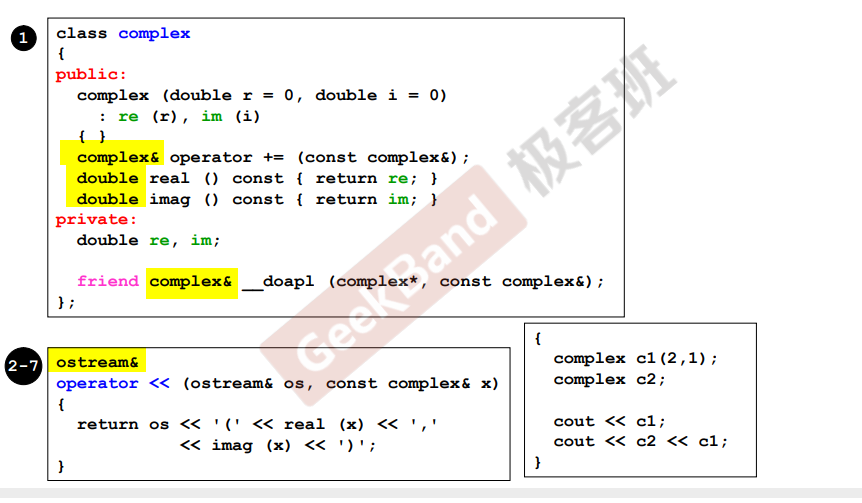 1
class complex
{
public:
complex (double r = 0, double i = 0)
: re (r), im (i)
{ }
complex& operator += (const complex&);
double real () const { return re; }
double imag () const { return im; }
private:
double re, im;
friend complex& __doapl (complex*, const complex&);
};
GeekBand 极客班
2-7
ostream&
operator << (ostream& os, const complex& x)
{
return os << '(' << real (x) << ','
<< imag (x) << ')';
}
{
complex c1(2,1);
complex c2;
cout << c1;
cout << c2 << c1;
}